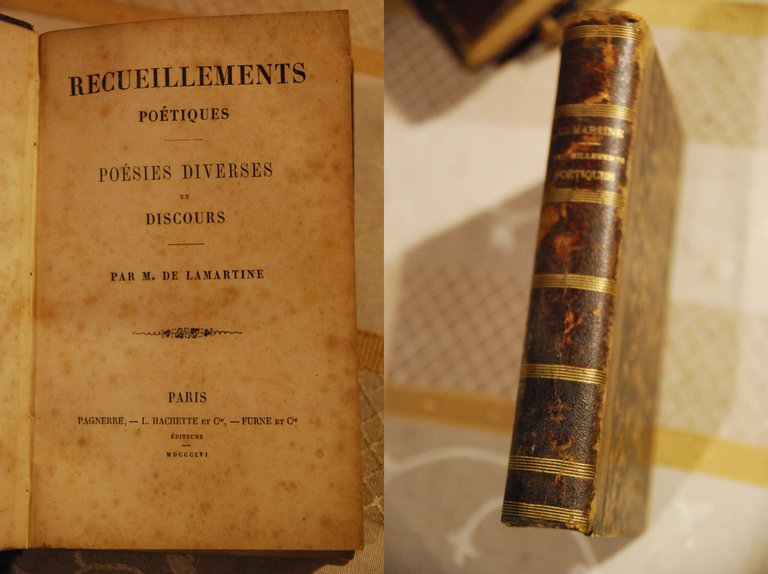 RECUEILLEMENTS
POÉTIQUES
POÉSIES DIVERSES
ET
DISCOURS
PAR M. DE LAMARTINE
PARIS
PAGNERRE, — L. HACHETTE ET Cie, — FURNE ET Cie
ÉDITEURS
MDCCCLVI
LAMARTINE
RECUEILLEMENTS
POÉTIQUES